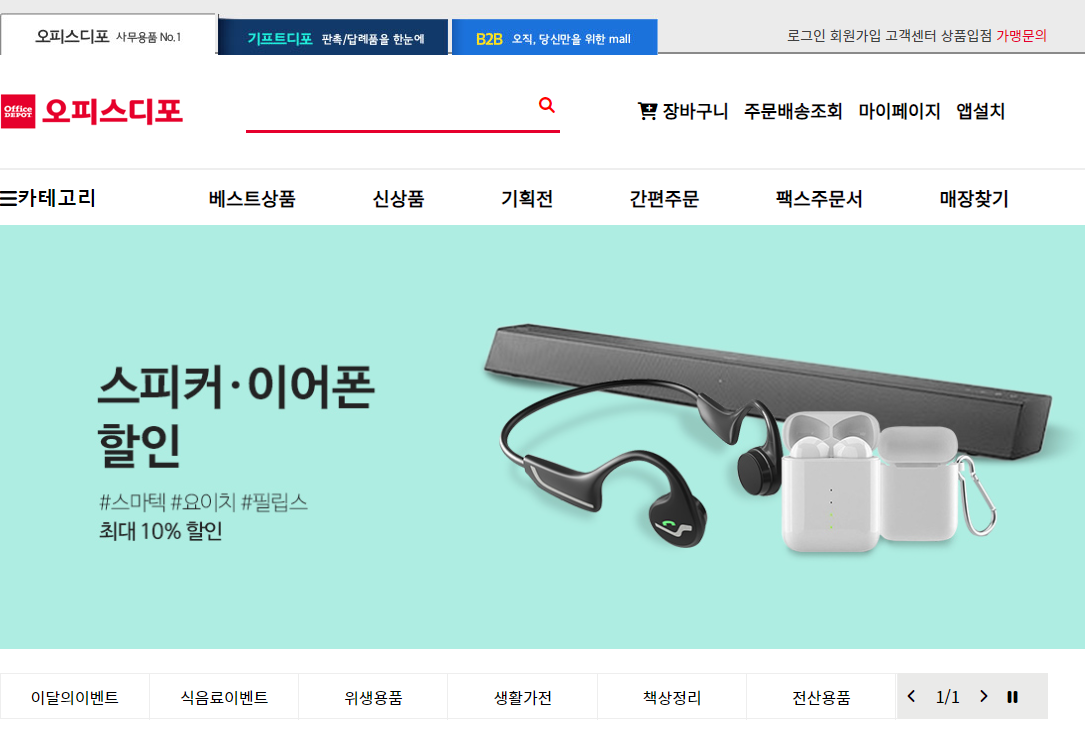 오피스디포 사무용품 No.1
기프트디포 판촉/답례품을 한눈에
B2B 오직, 당신만을 위한 mall
로그인 회원가입 고객센터 상품입점 가맹문의
Office DEPOT 오피스디포
장바구니 주문배송조회 마이페이지 앱설치
카테고리 베스트상품 신상품 기획전 간편주문 팩스주문서 매장찾기
스피커·이어폰
할인
#스마텍 #요이치 #필립스
최대 10% 할인
이달의이벤트 식음료이벤트 위생용품 생활가전 책상정리 전산용품 1/1